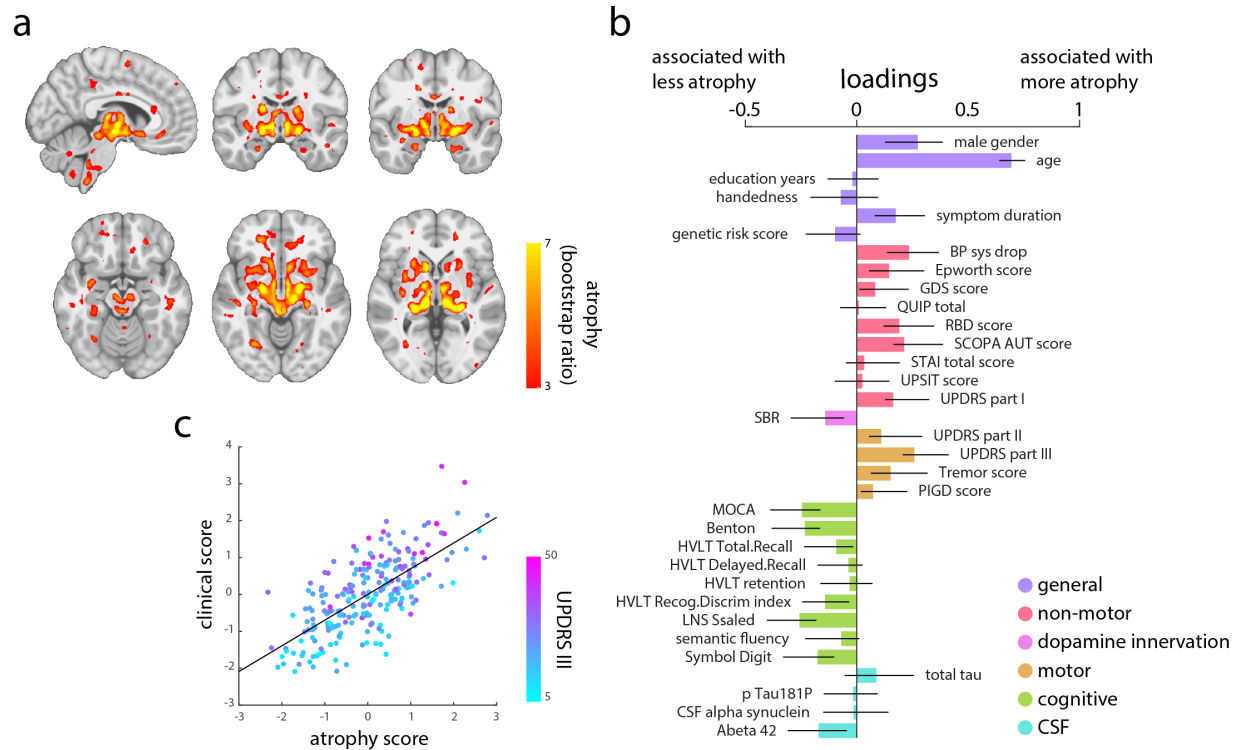 a
7
atrophy
(bootstrap ratio)
3
b
associated with
less atrophy
loadings
associated with
more atrophy
-0.5
0
0.5
1
male gender
age
education years
handedness
symptom duration
genetic risk score
BP sys drop
Epworth score
GDS score
QUIP total
RBD score
SCOPA AUT score
STAI total score
UPSIT score
UPDRS part I
SBR
UPDRS part II
UPDRS part III
Tremor score
PIGD score
MOCA
Benton
HVLT Total.Recall
HVLT Delayed.Recall
HVLT retention
HVLT Recog.Discrim index
LNS Ssaled
semantic fluency
Symbol Digit
total tau
p Tau181P
CSF alpha synuclein
Abeta 42
general
non-motor
dopamine innervation
motor
cognitive
CSF
c
clinical score
4
3
2
1
0
-1
-2
-3
-3
-2
-1
0
1
2
3
atrophy score
50
UPDRS III
5